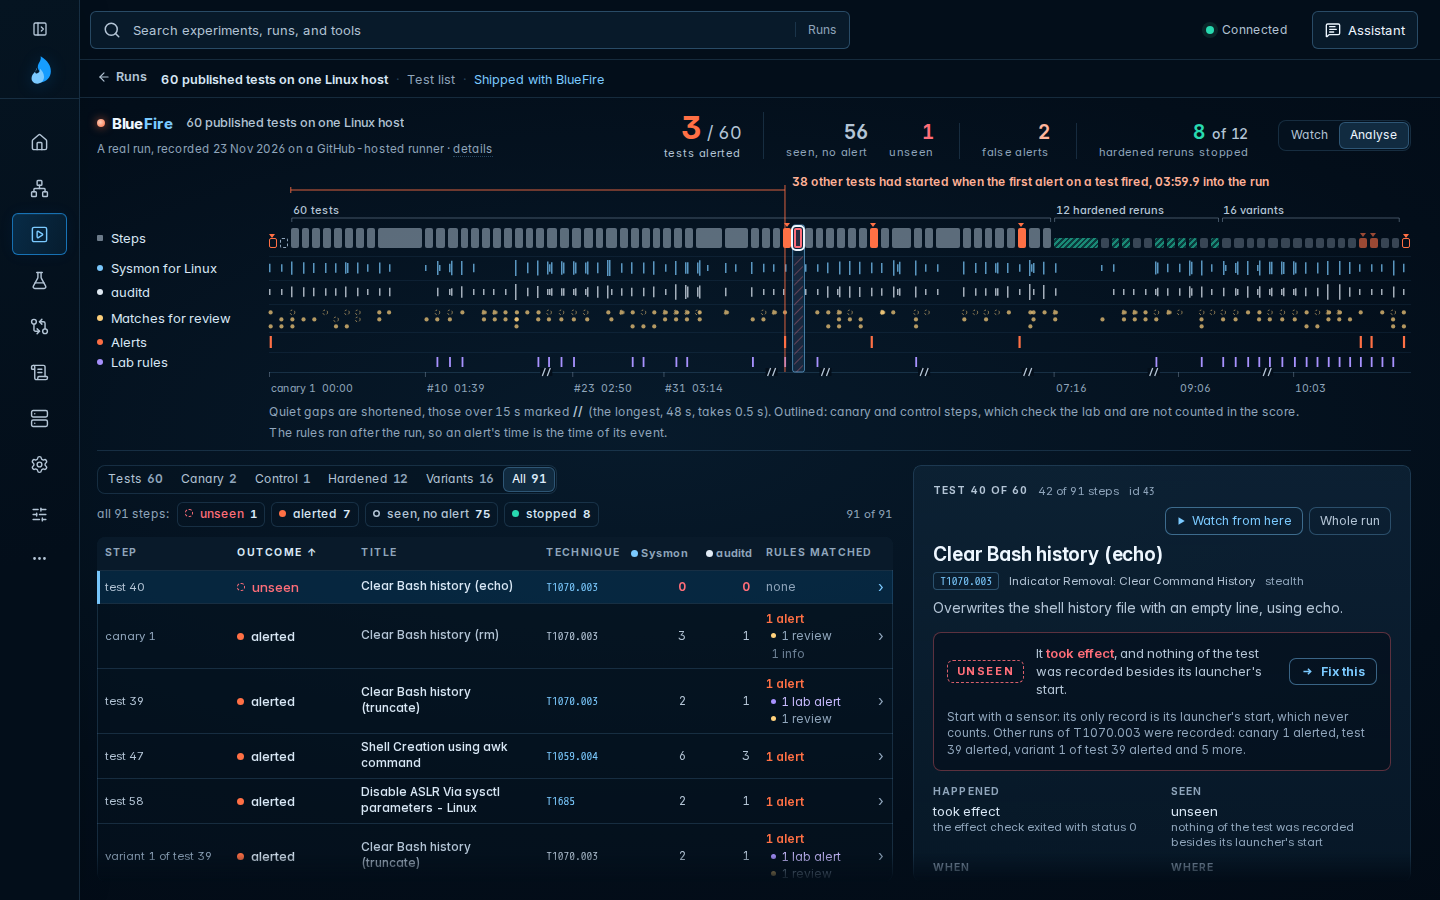 Search experiments, runs, and tools
Runs
Connected
Assistant
Runs
60 published tests on one Linux host · Test list · Shipped with BlueFire
BlueFire
60 published tests on one Linux host
A real run, recorded 23 Nov 2026 on a GitHub-hosted runner · details
3 / 60
tests alerted
56
seen, no alert
1
unseen
2
false alerts
8 of 12
hardened reruns stopped
Watch
Analyse
38 other tests had started when the first alert on a test fired, 03:59.9 into the run
60 tests
12 hardened reruns
16 variants
Steps
Sysmon for Linux
auditd
Matches for review
Alerts
Lab rules
canary 1 00:00
#10 01:39
#23 02:50
#31 03:14
07:16
09:06
10:03
Quiet gaps are shortened, those over 15 s marked // (the longest, 48 s, takes 0.5 s). Outlined: canary and control steps, which check the lab and are not counted in the score.
The rules ran after the run, so an alert's time is the time of its event.
Tests 60
Canary 2
Control 1
Hardened 12
Variants 16
All 91
all 91 steps:
unseen 1
alerted 7
seen, no alert 75
stopped 8
91 of 91
STEP
OUTCOME ↑
TITLE
TECHNIQUE
Sysmon
auditd
RULES MATCHED
test 40
unseen
Clear Bash history (echo)
T1070.003
0
0
none
canary 1
alerted
Clear Bash history (rm)
T1070.003
3
1
1 alert
1 review
1 info
test 39
alerted
Clear Bash history
(truncate)
T1070.003
2
1
1 alert
1 lab alert
1 review
test 47
alerted
Shell Creation using awk
command
T1059.004
6
3
1 alert
test 58
alerted
Disable ASLR Via sysctl
parameters - Linux
T1685
2
1
1 alert
variant 1 of test 39
alerted
Clear Bash history
(truncate)
T1070.003
2
1
1 alert
1 lab alert
1 review
TEST 40 OF 60
42 of 91 steps
id 43
Watch from here
Whole run
Clear Bash history (echo)
T1070.003
Indicator Removal: Clear Command History
stealth
Overwrites the shell history file with an empty line, using echo.
UNSEEN
It took effect, and nothing of the test
was recorded besides its launcher's
start.
Fix this
Start with a sensor: its only record is its launcher's start, which never
counts. Other runs of T1070.003 were recorded: canary 1 alerted, test
39 alerted, variant 1 of test 39 alerted and 5 more.
HAPPENED
took effect
the effect check exited with status 0
SEEN
unseen
nothing of the test was recorded
besides its launcher's start
WHEN
WHERE